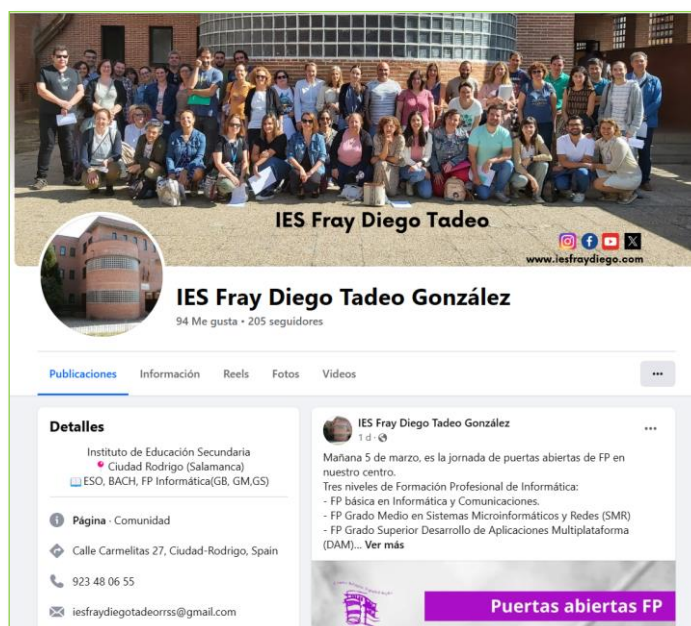 IES Fray Diego Tadeo
www.iesfraydiego.com
IES Fray Diego Tadeo González
94 Me gusta • 205 seguidores
Publicaciones
Información
Reels
Fotos
Videos
Detalles
Instituto de Educación Secundaria
Ciudad Rodrigo (Salamanca)
ESO, BACH, FP Informática(GB, GM,GS)
Página · Comunidad
Calle Carmelitas 27, Ciudad-Rodrigo, Spain
923 48 06 55
iesfraydiegotadeorrss@gmail.com
IES Fray Diego Tadeo González
1 d ·
Mañana 5 de marzo, es la jornada de puertas abiertas de FP en
nuestro centro.
Tres niveles de Formación Profesional de Informática:
- FP básica en Informática y Comunicaciones.
- FP Grado Medio en Sistemas Microinformáticos y Redes (SMR)
- FP Grado Superior Desarrollo de Aplicaciones Multiplataforma
(DAM)... Ver más
Puertas abiertas FP